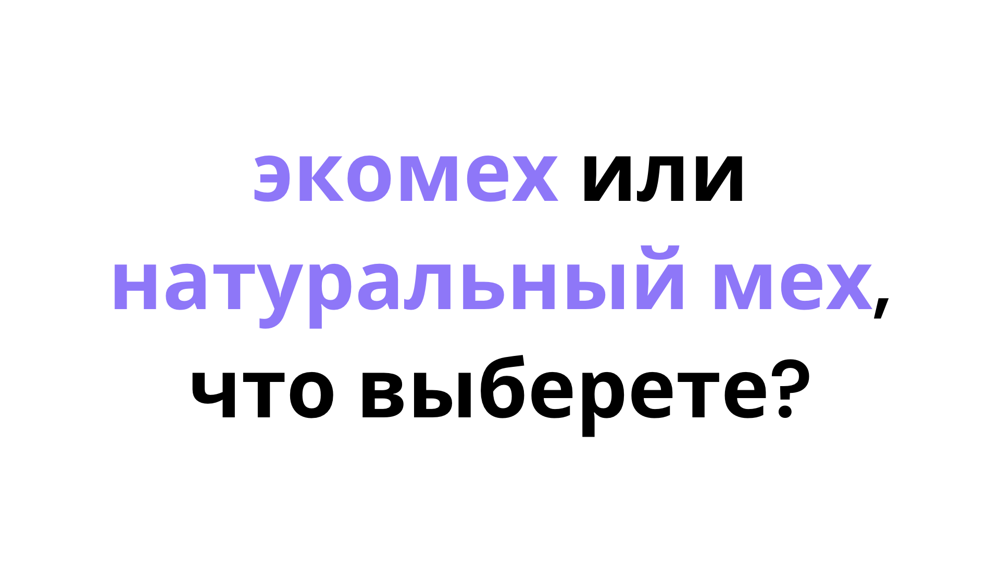 экомех или
натуральный мех,
что выберете?